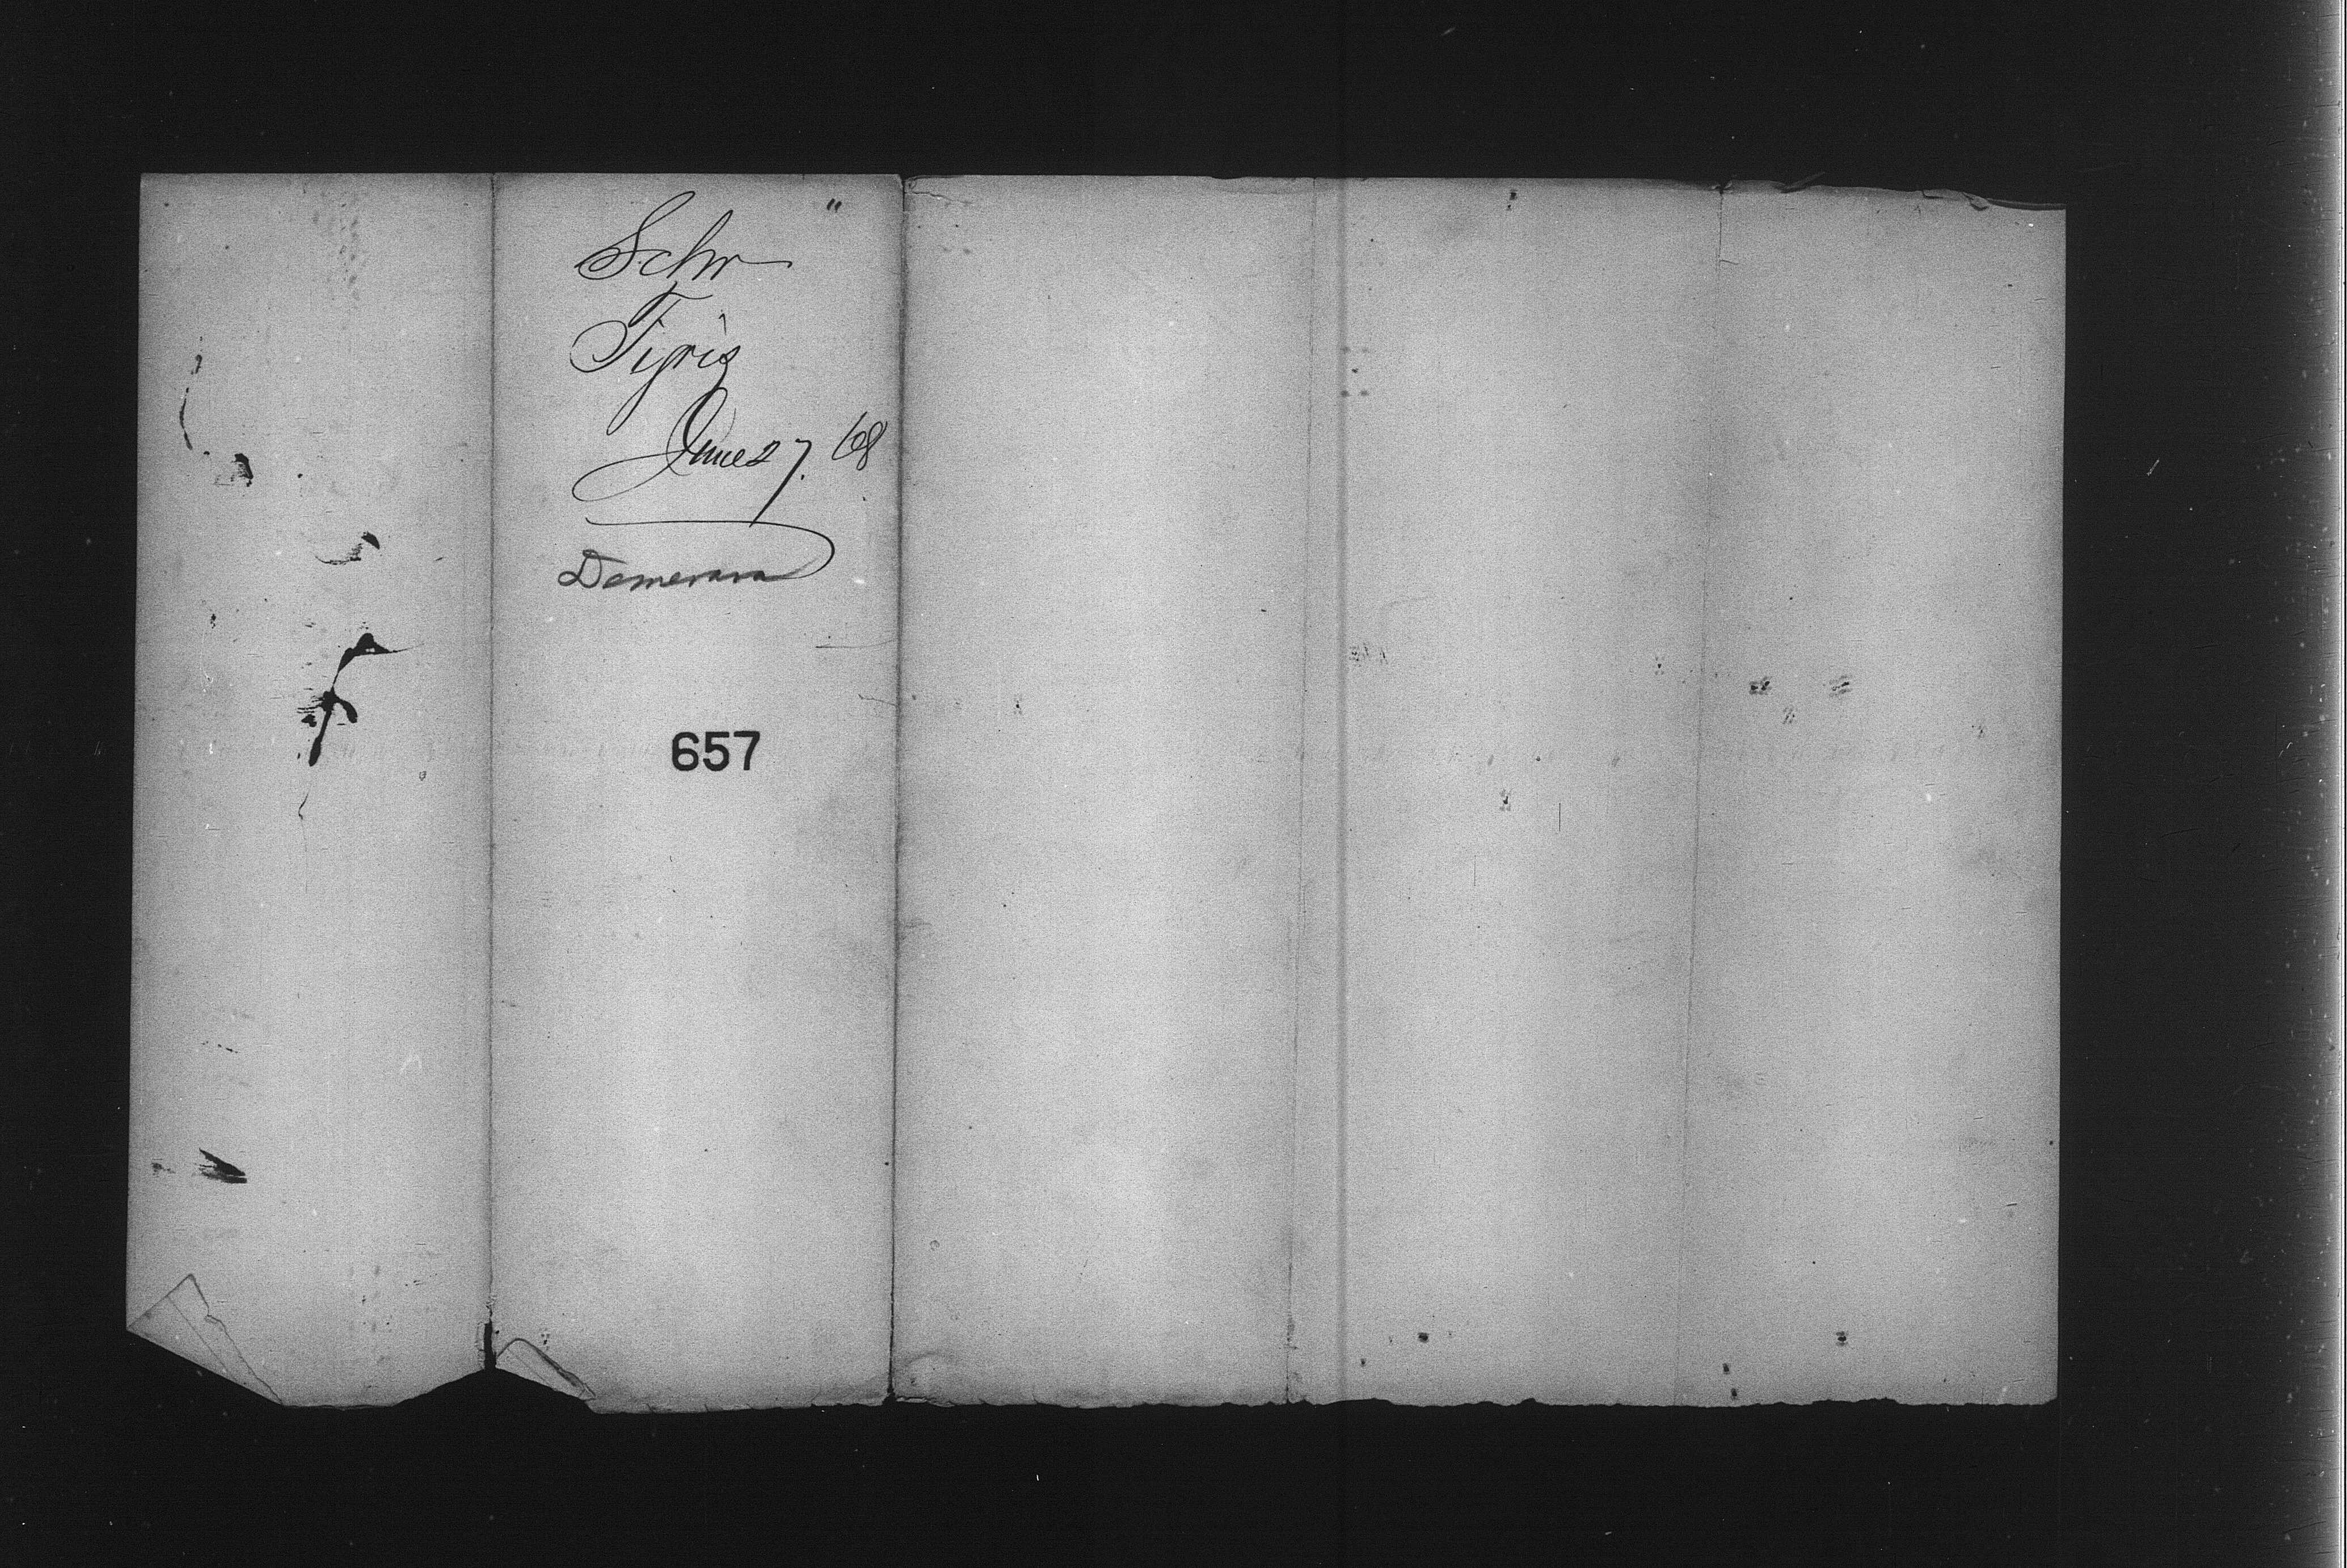 Schr
Tigris
June 27. 68
Demerara
657